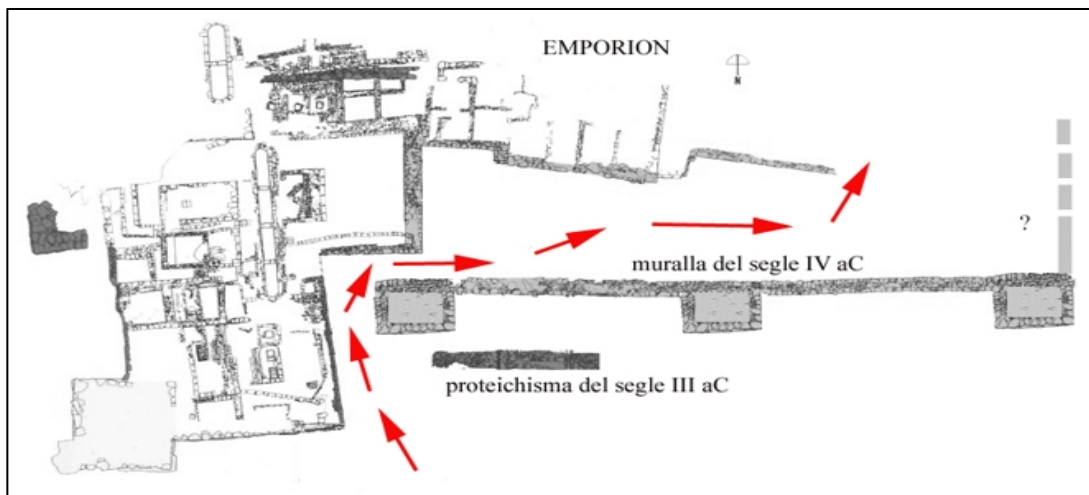 EMPORION
N
?
muralla del segle IV aC
proteichisma del segle III aC